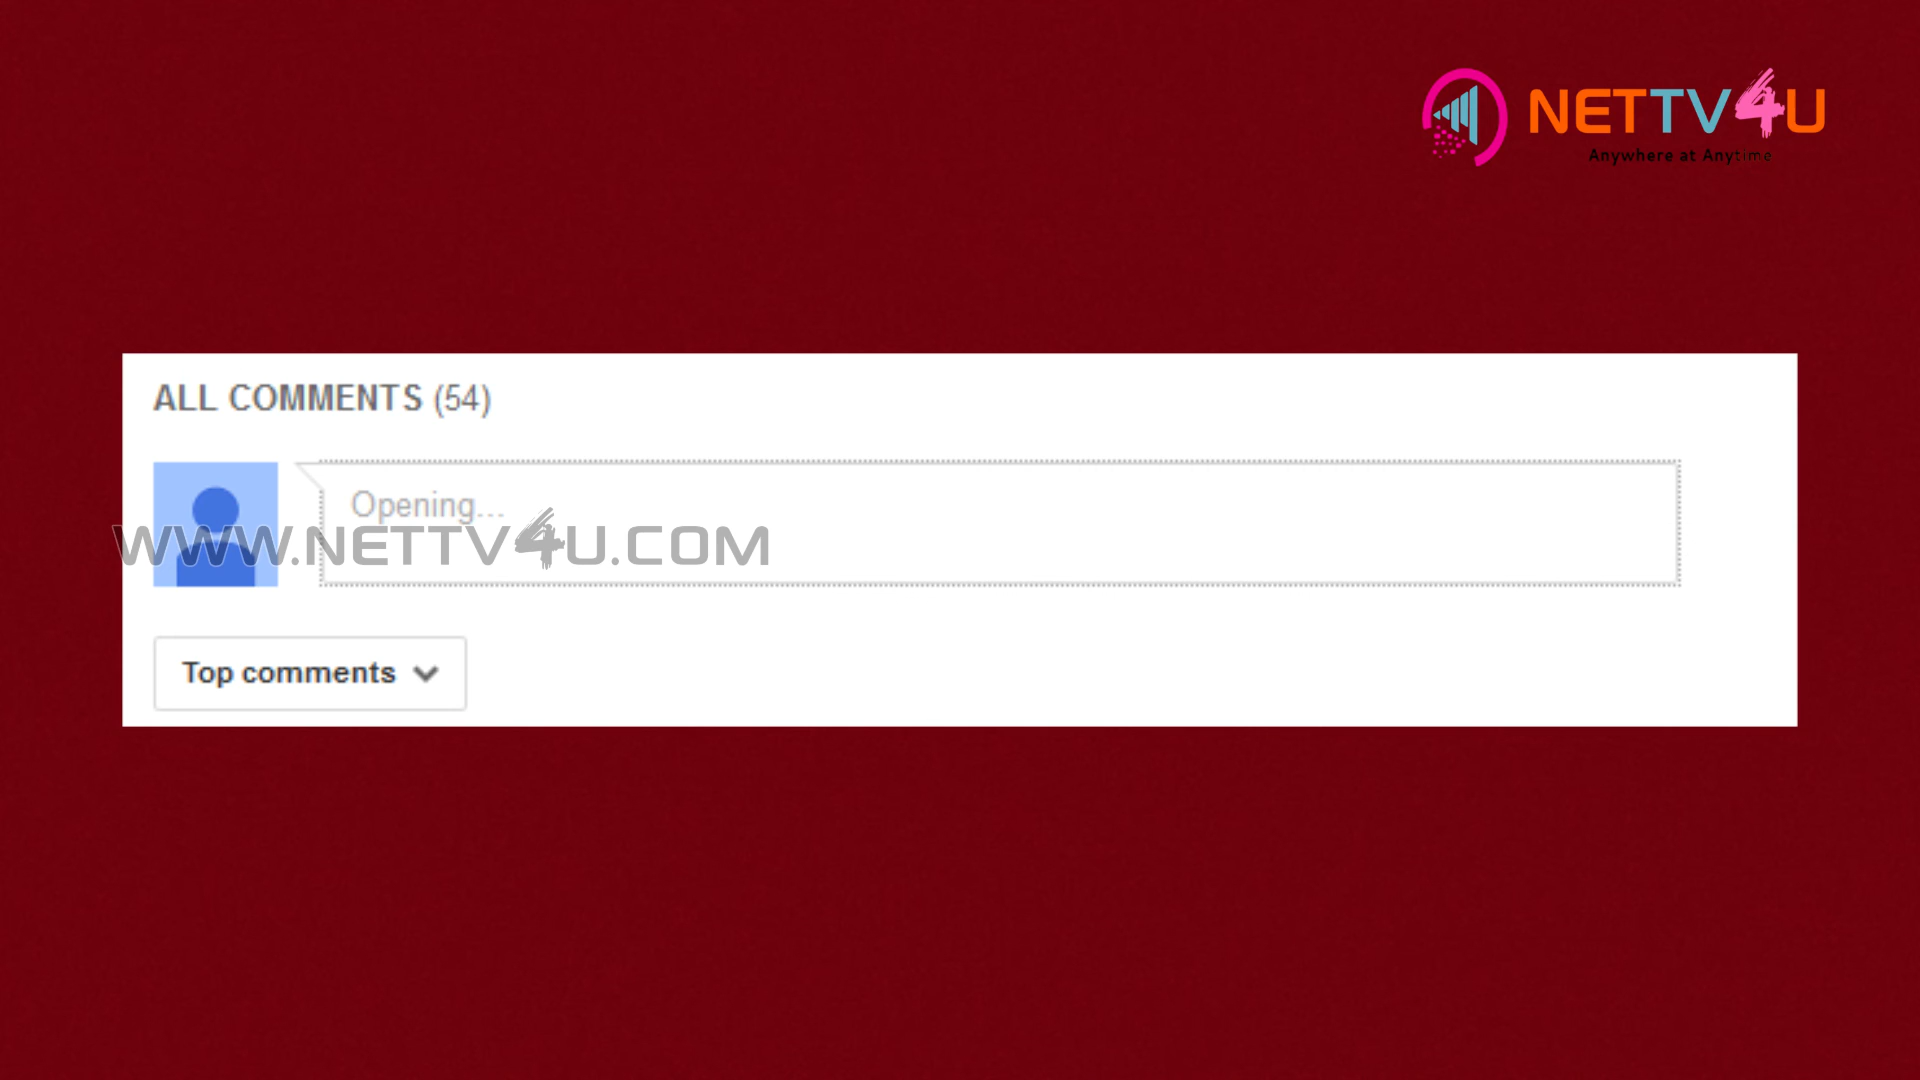 NETTV4U
Anywhere at Anytime
ALL COMMENTS (54)
Opening...
WWW.NETTV4U.COM
Top comments